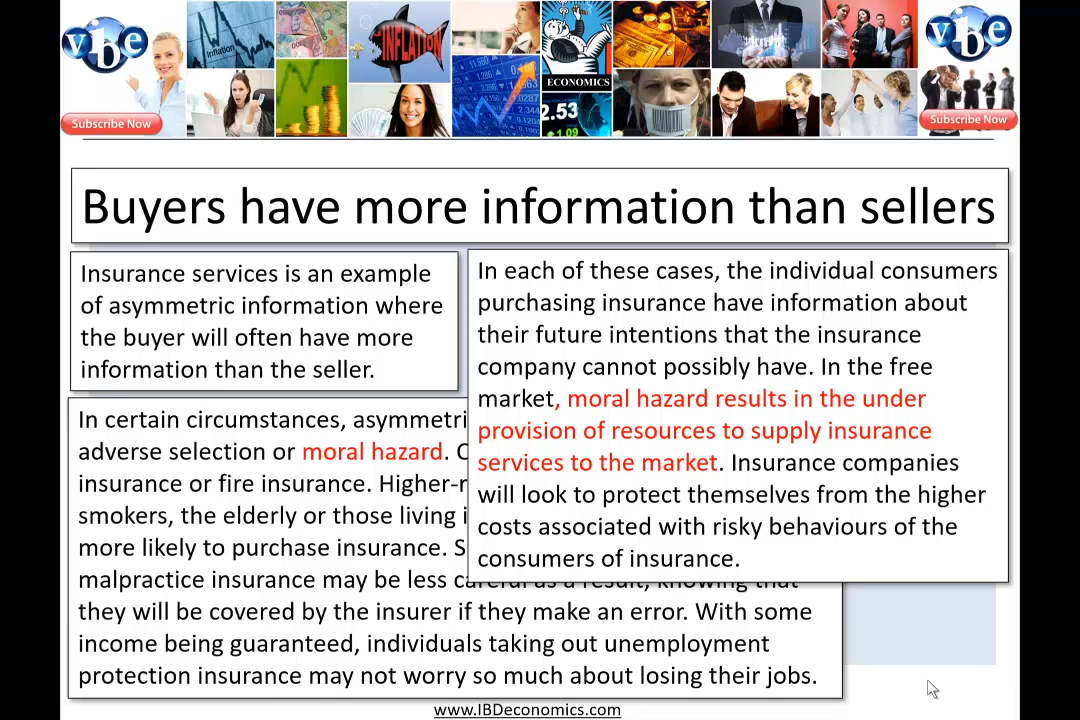 vbe
Inflation
INFLATION
ECONOMICS
2.53
1.09
Subscribe Now
vbe
Subscribe Now
Buyers have more information than sellers
Insurance services is an example
of asymmetric information where
the buyer will often have more
information than the seller.
In certain circumstances, asymmetri
adverse selection or moral hazard. C
insurance or fire insurance. Higher-r
smokers, the elderly or those living i
more likely to purchase insurance. S
malpractice insurance may be less careful as a result, knowing that
they will be covered by the insurer if they make an error. With some
income being guaranteed, individuals taking out unemployment
protection insurance may not worry so much about losing their jobs.
In each of these cases, the individual consumers
purchasing insurance have information about
their future intentions that the insurance
company cannot possibly have. In the free
market, moral hazard results in the under
provision of resources to supply insurance
services to the market. Insurance companies
will look to protect themselves from the higher
costs associated with risky behaviours of the
consumers of insurance.
www.IBDeconomics.com